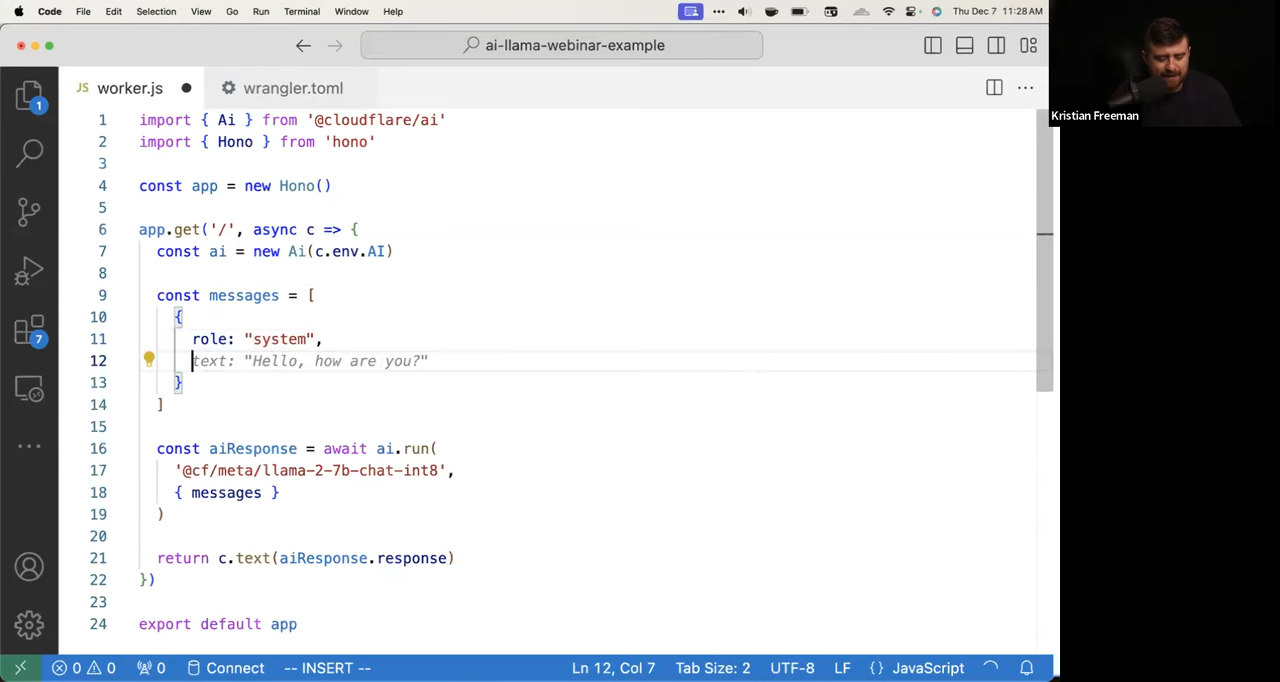 Code File Edit Selection View Go Run Terminal Window Help Thu Dec 7 11:28 AM
ai-llama-webinar-example
JS worker.js wrangler.toml
1 import { Ai } from '@cloudflare/ai'
2 import { Hono } from 'hono'
3
4 const app = new Hono()
5
6 app.get('/', async c => {
7 const ai = new Ai(c.env.AI)
8
9 const messages = [
10 {
11 role: "system",
12 text: "Hello, how are you?"
13 }
14 ]
15
16 const aiResponse = await ai.run(
17 '@cf/meta/llama-2-7b-chat-int8',
18 { messages }
19 )
20
21 return c.text(aiResponse.response)
22 })
23
24 export default app
1
7
0 0 0 Connect -- INSERT -- Ln 12, Col 7 Tab Size: 2 UTF-8 LF {} JavaScript
Kristian Freeman